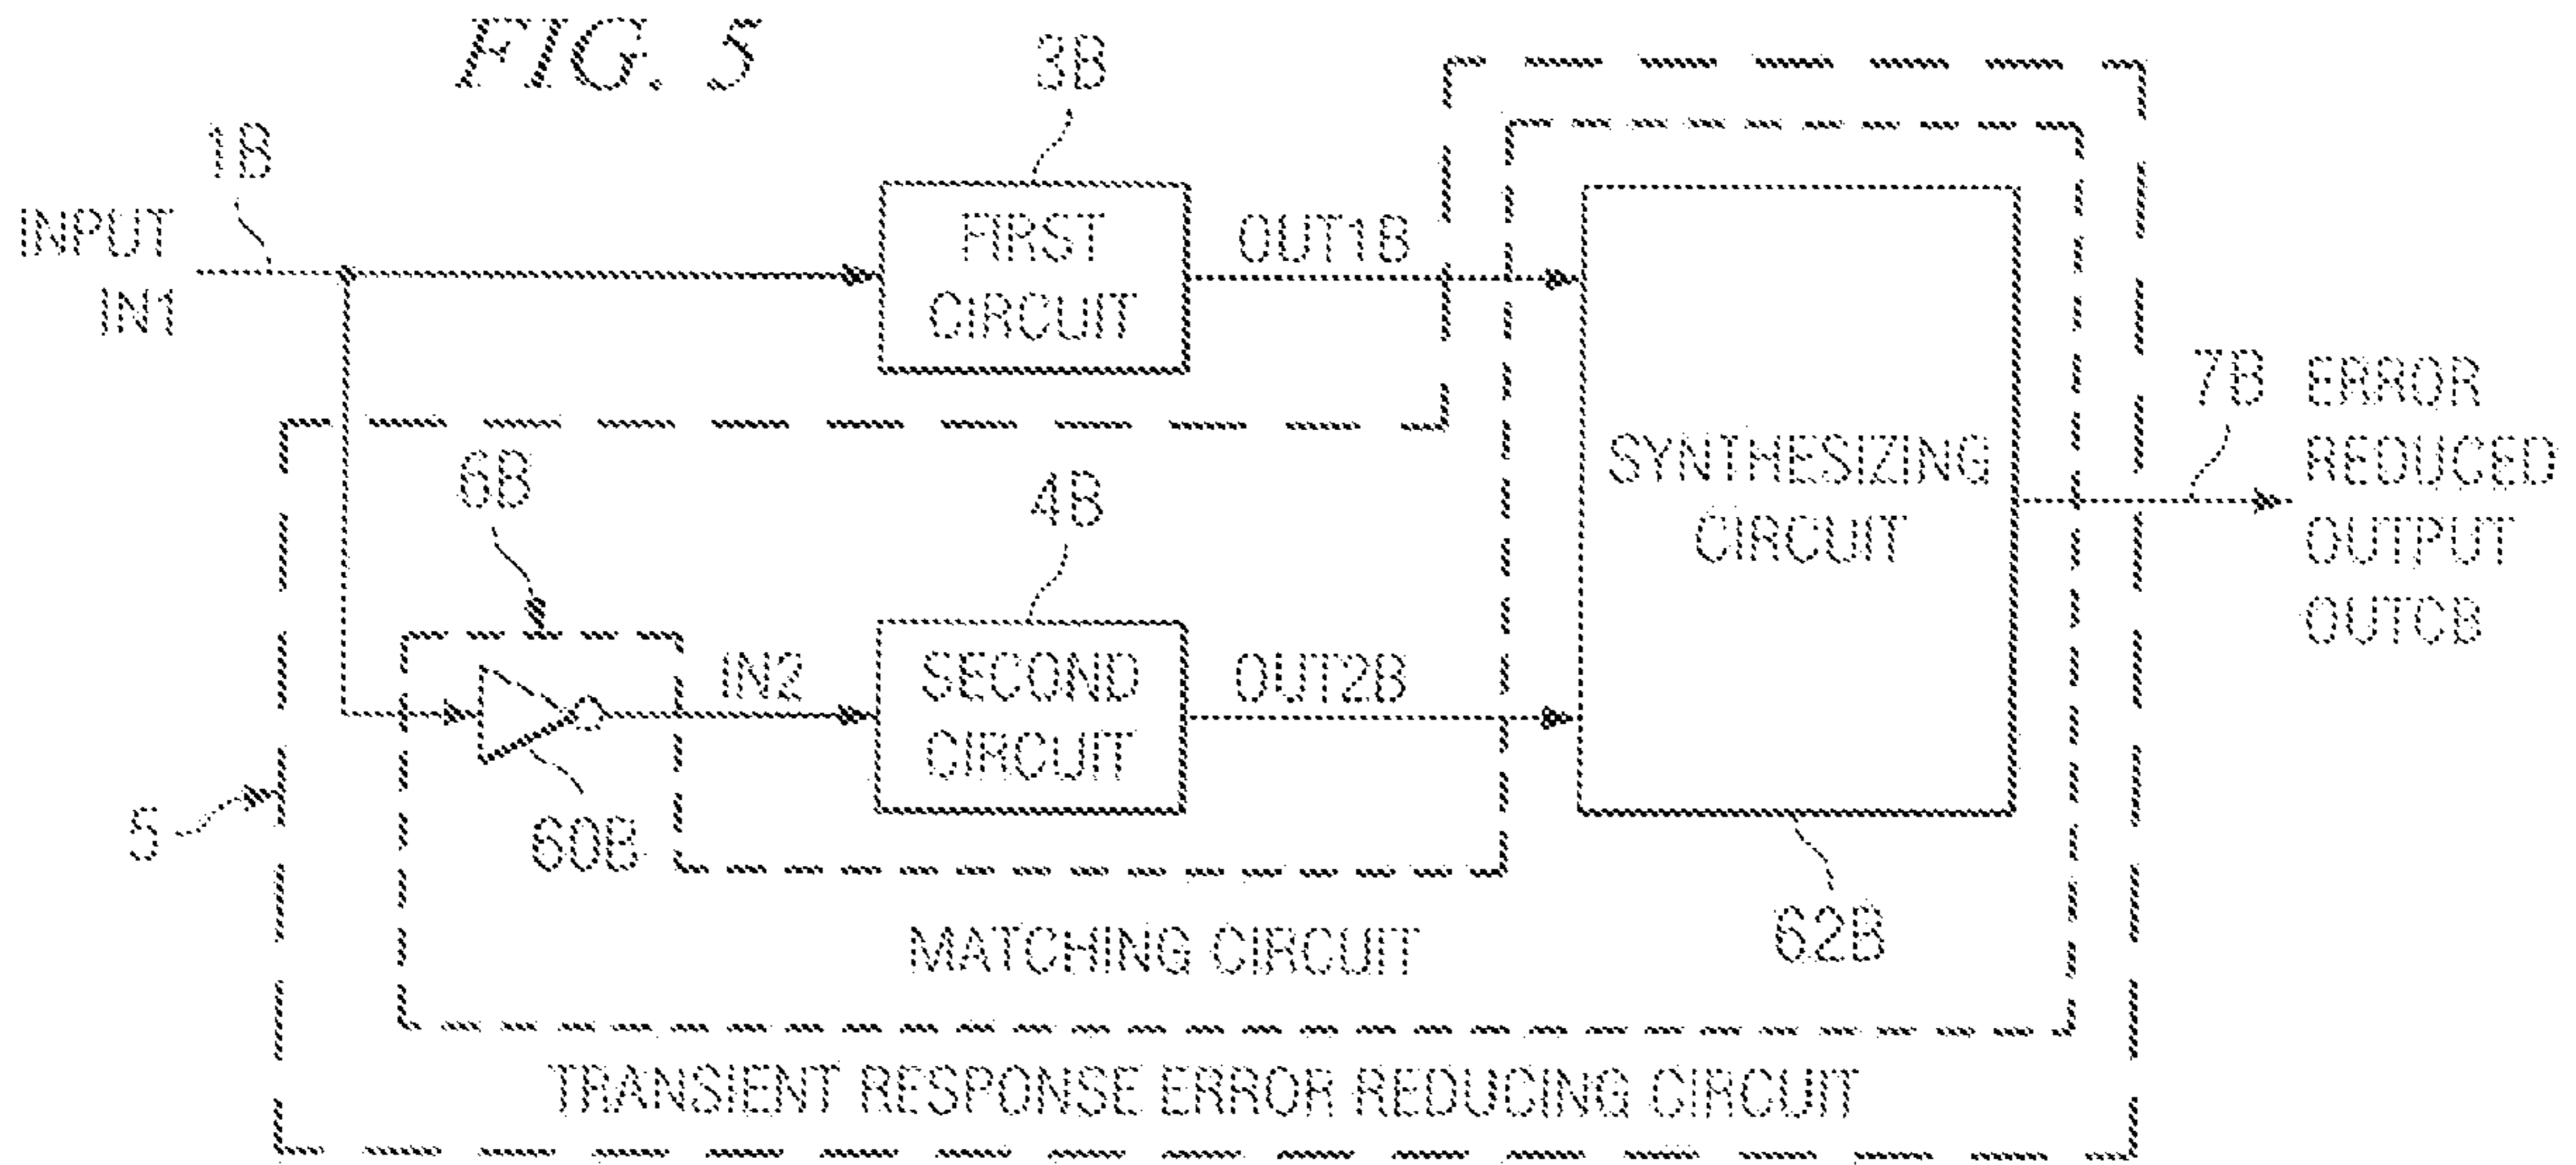 FIG. 5
3B
1B
INPUT
IN1
FIRST
CIRCUIT
OUT1B
7B
ERROR
REDUCED
OUTPUT
OUTCB
SYNTHESIZING
CIRCUIT
6B
4B
IN2
SECOND
CIRCUIT
OUT2B
5
60B
62B
MATCHING CIRCUIT
TRANSIENT RESPONSE ERROR REDUCING CIRCUIT